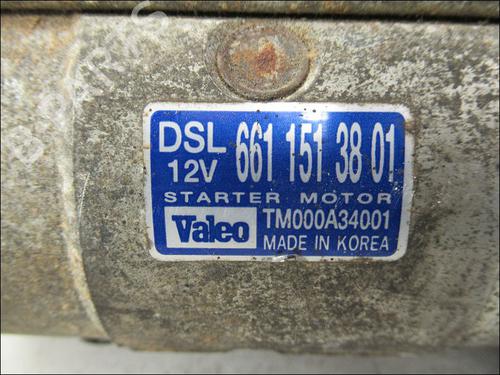 DSL 661 151 38 01
12V
STARTER MOTOR
Valeo TM000A34001
MADE IN KOREA